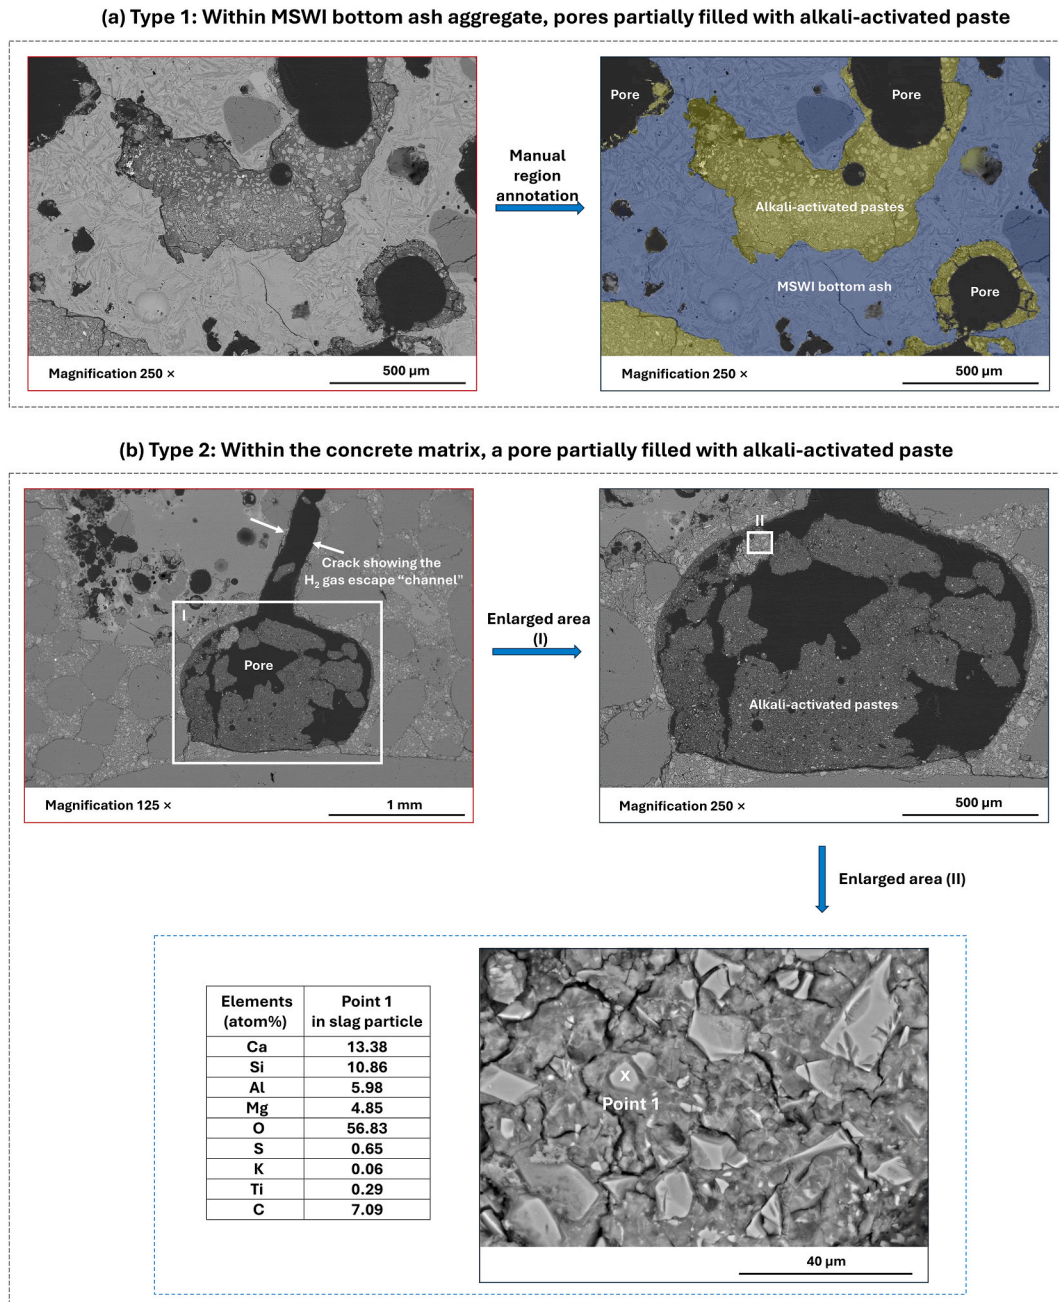 (a) Type 1: Within MSWI bottom ash aggregate, pores partially filled with alkali-activated paste
Manual
region
annotation
Pore
Pore
Alkali-activated pastes
MSWI bottom ash
Pore
Magnification 250 ×
500 µm
Magnification 250 ×
500 µm
(b) Type 2: Within the concrete matrix, a pore partially filled with alkali-activated paste
Crack showing the
H₂ gas escape “channel”
I
Pore
Magnification 125 ×
1 mm
Enlarged area
(I)
II
Alkali-activated pastes
Magnification 250 ×
500 µm
Enlarged area (II)
Elements
(atom%)
Point 1
in slag particle
Ca 13.38
Si 10.86
Al 5.98
Mg 4.85
O 56.83
S 0.65
K 0.06
Ti 0.29
C 7.09
X
Point 1
40 µm